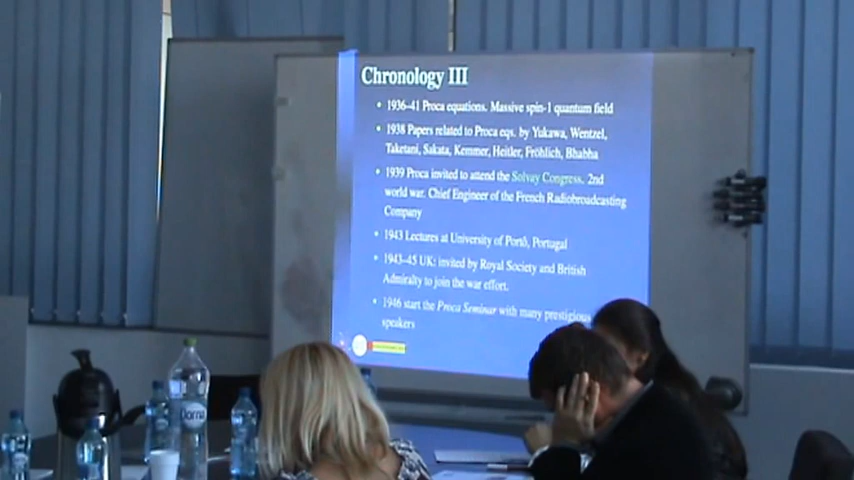 Chronology III
• 1936–41 Proca equations. Massive spin-1 quantum field
• 1938 Papers related to Proca eqs. by Yukawa, Wentzel,
Taketani, Sakata, Kemmer, Heitler, Fröhlich, Bhabha
• 1939 Proca invited to attend the Solvay Congress. 2nd
world war. Chief Engineer of the French Radiobroadcasting
Company
• 1943 Lectures at University of Porto, Portugal
• 1943–45 UK: invited by Royal Society and British
Admiralty to join the war effort.
• 1946 start the Proca Seminar with many prestigious
speakers
Dorna